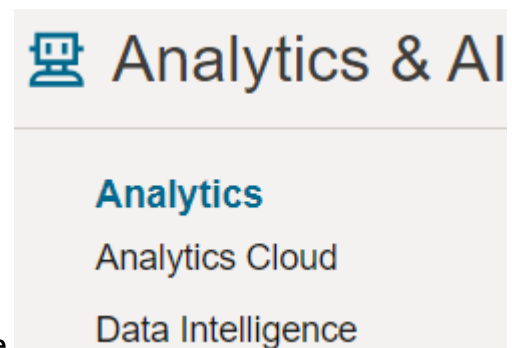 Analytics & AI
Analytics
Analytics Cloud
Data Intelligence